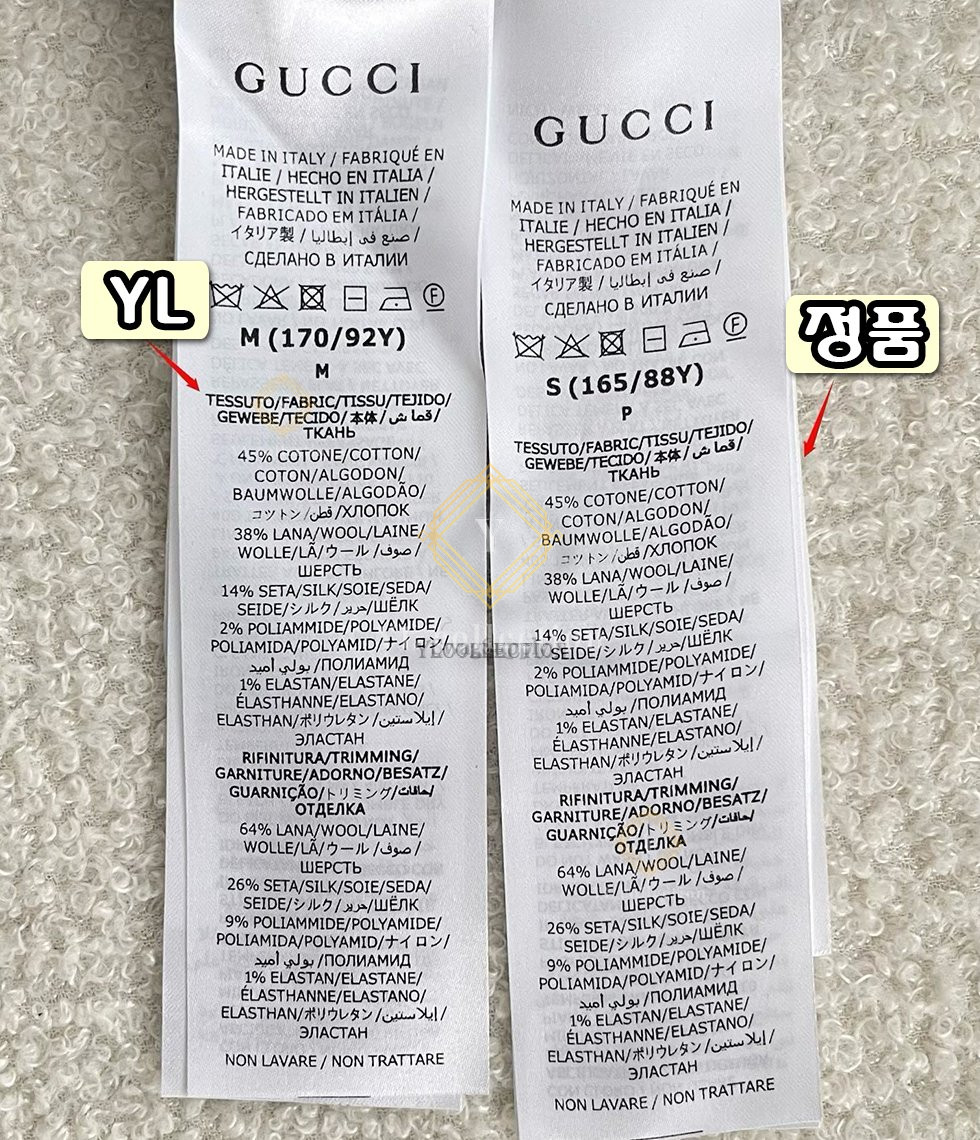 GUCCI
MADE IN ITALY / FABRIQUÉ EN
ITALIE / HECHO EN ITALIA /
HERGESTELLT IN ITALIEN /
FABRICADO EM ITÁLIA /
イタリア製 / صنع في إيطاليا /
СДЕЛАНО В ИТАЛИИ
F
YL
M (170/92Y)
M
TESSUTO/FABRIC/TISSU/TEJIDO/
GEWEBE/TECIDO/本体/قماش/
ТКАНЬ
45% COTONE/COTTON/
COTON/ALGODON/
BAUMWOLLE/ALGODÃO/
コットン/قطن/ХЛОПОК
38% LANA/WOOL/LAINE/
WOLLE/LÃ/ウール/صوف/
ШЕРСТЬ
14% SETA/SILK/SOIE/SEDA/
SEIDE/シルク/حرير/ШЁЛК
2% POLIAMMIDE/POLYAMIDE/
POLIAMIDA/POLYAMID/ナイロン/
بولي أميد/ПОЛИАМИД
1% ELASTAN/ELASTANE/
ÉLASTHANNE/ELASTANO/
ELASTHAN/ポリウレタン/إيلاستين/
ЭЛАСТАН
RIFINITURA/TRIMMING/
GARNITURE/ADORNO/BESATZ/
GUARNIÇÃO/トリミング/حافات/
ОТДЕЛКА
64% LANA/WOOL/LAINE/
WOLLE/LÃ/ウール/صوف/
ШЕРСТЬ
26% SETA/SILK/SOIE/SEDA/
SEIDE/シルク/حرير/ШЁЛК
9% POLIAMMIDE/POLYAMIDE/
POLIAMIDA/POLYAMID/ナイロン/
بولي أميد/ПОЛИАМИД
1% ELASTAN/ELASTANE/
ÉLASTHANNE/ELASTANO/
ELASTHAN/ポリウレタン/إيلاستين/
ЭЛАСТАН
NON LAVARE / NON TRATTARE
GUCCI
MADE IN ITALY / FABRIQUÉ EN
ITALIE / HECHO EN ITALIA /
HERGESTELLT IN ITALIEN /
FABRICADO EM ITÁLIA /
イタリア製 / صنع في إيطاليا /
СДЕЛАНО В ИТАЛИИ
F
정품
S (165/88Y)
P
TESSUTO/FABRIC/TISSU/TEJIDO/
GEWEBE/TECIDO/本体/قماش/
ТКАНЬ
45% COTONE/COTTON/
COTON/ALGODON/
BAUMWOLLE/ALGODÃO/
コットン/قطن/ХЛОПОК
38% LANA/WOOL/LAINE/
WOLLE/LÃ/ウール/صوف/
ШЕРСТЬ
14% SETA/SILK/SOIE/SEDA/
SEIDE/シルク/حرير/ШЁЛК
2% POLIAMMIDE/POLYAMIDE/
POLIAMIDA/POLYAMID/ナイロン/
بولي أميد/ПОЛИАМИД
1% ELASTAN/ELASTANE/
ÉLASTHANNE/ELASTANO/
ELASTHAN/ポリウレタン/إيلاستين/
ЭЛАСТАН
RIFINITURA/TRIMMING/
GARNITURE/ADORNO/BESATZ/
GUARNIÇÃO/トリミング/حافات/
ОТДЕЛКА
64% LANA/WOOL/LAINE/
WOLLE/LÃ/ウール/صوف/
ШЕРСТЬ
26% SETA/SILK/SOIE/SEDA/
SEIDE/シルク/حرير/ШЁЛК
9% POLIAMMIDE/POLYAMIDE/
POLIAMIDA/POLYAMID/ナイロン/
بولي أميد/ПОЛИАМИД
1% ELASTAN/ELASTANE/
ÉLASTHANNE/ELASTANO/
ELASTHAN/ポリウレタン/إيلاستين/
ЭЛАСТАН
NON LAVARE / NON TRATTARE
Y
YLCOLLECTION